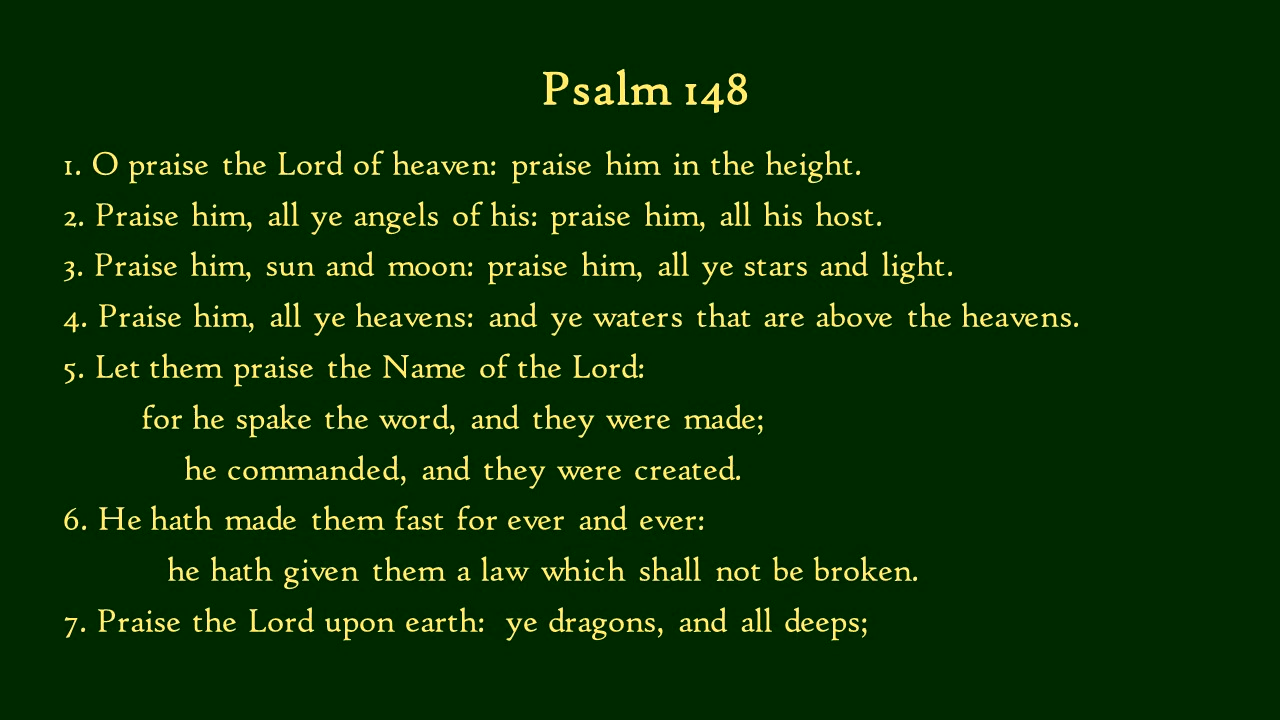 Psalm 148
1. O praise the Lord of heaven: praise him in the height.
2. Praise him, all ye angels of his: praise him, all his host.
3. Praise him, sun and moon: praise him, all ye stars and light.
4. Praise him, all ye heavens: and ye waters that are above the heavens.
5. Let them praise the Name of the Lord:
for he spake the word, and they were made;
he commanded, and they were created.
6. He hath made them fast for ever and ever:
he hath given them a law which shall not be broken.
7. Praise the Lord upon earth: ye dragons, and all deeps;